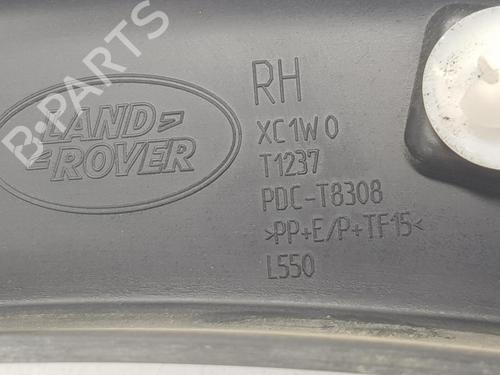 B-PARTS
LAND
ROVER
RH
XC1W0
T1237
PDC-T8308
>PP+E/P+TF15<
L550